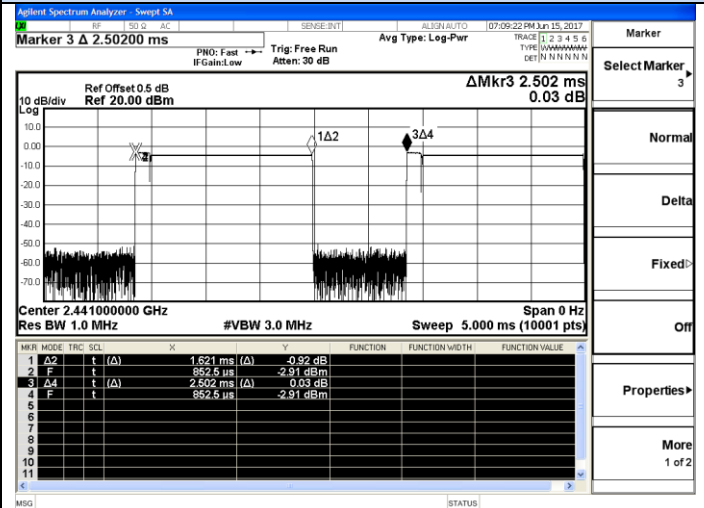 Agilent Spectrum Analyzer - Swept SA
RF 50 Ω AC SENSE:INT ALIGN AUTO 07:09:22 PM Jun 15, 2017
Marker 3 Δ 2.50200 ms
PNO: Fast Trig: Free Run Avg Type: Log-Pwr TRACE 1 2 3 4 5 6
IFGain:Low Atten: 30 dB TYPE WWWWWW
DET N N N N N N
Marker
Select Marker
3
Normal
Delta
Fixed
Off
Properties
More
1 of 2
ΔMkr3 2.502 ms
0.03 dB
Ref Offset 0.5 dB
10 dB/div Ref 20.00 dBm
Log
10.0
0.00
-10.0
-20.0
-30.0
-40.0
-50.0
-60.0
-70.0
1Δ2
3Δ4
Center 2.441000000 GHz Span 0 Hz
Res BW 1.0 MHz #VBW 3.0 MHz Sweep 5.000 ms (10001 pts)
MKR MODE TRC SCL X Y FUNCTION FUNCTION WIDTH FUNCTION VALUE
1 Δ2 t (Δ) 1.621 ms (Δ) -0.92 dB
2 F t 852.5 µs -2.91 dBm
3 Δ4 t (Δ) 2.502 ms (Δ) 0.03 dB
4 F t 852.5 µs -2.91 dBm
5
6
7
8
9
10
11
MSG STATUS